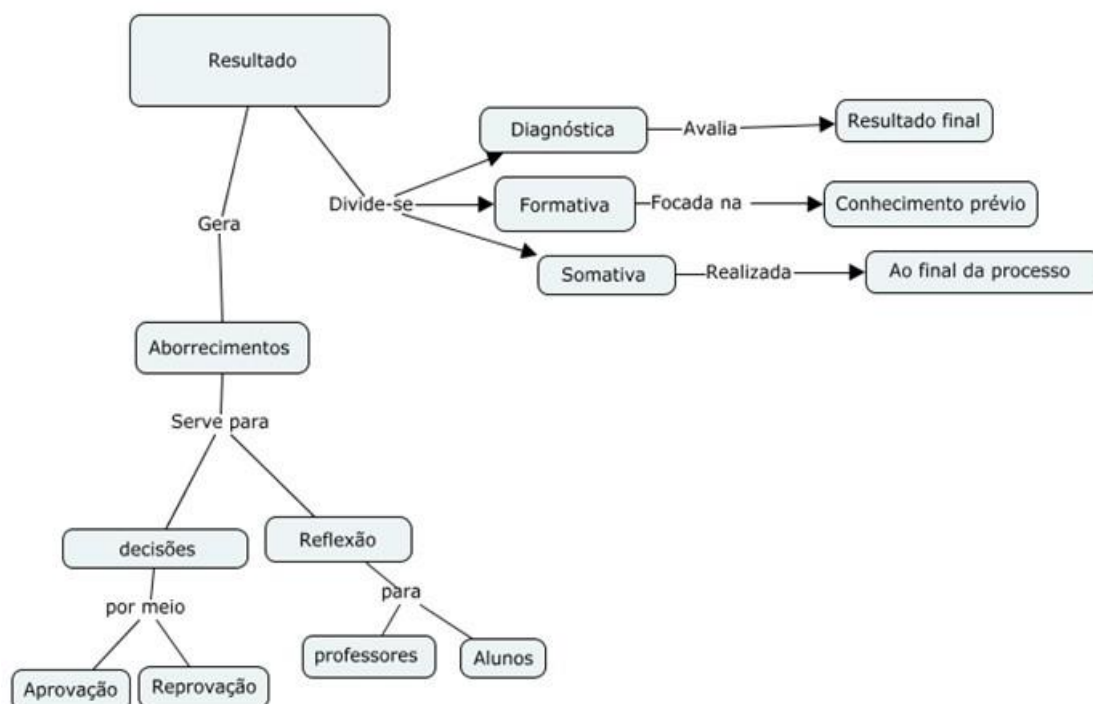 Resultado
Diagnóstica
Avalia
Resultado final
Divide-se
Formativa
Focada na
Conhecimento prévio
Gera
Somativa
Realizada
Ao final da processo
Aborrecimentos
Serve para
decisões
Reflexão
por meio
para
professores
Alunos
Aprovação
Reprovação